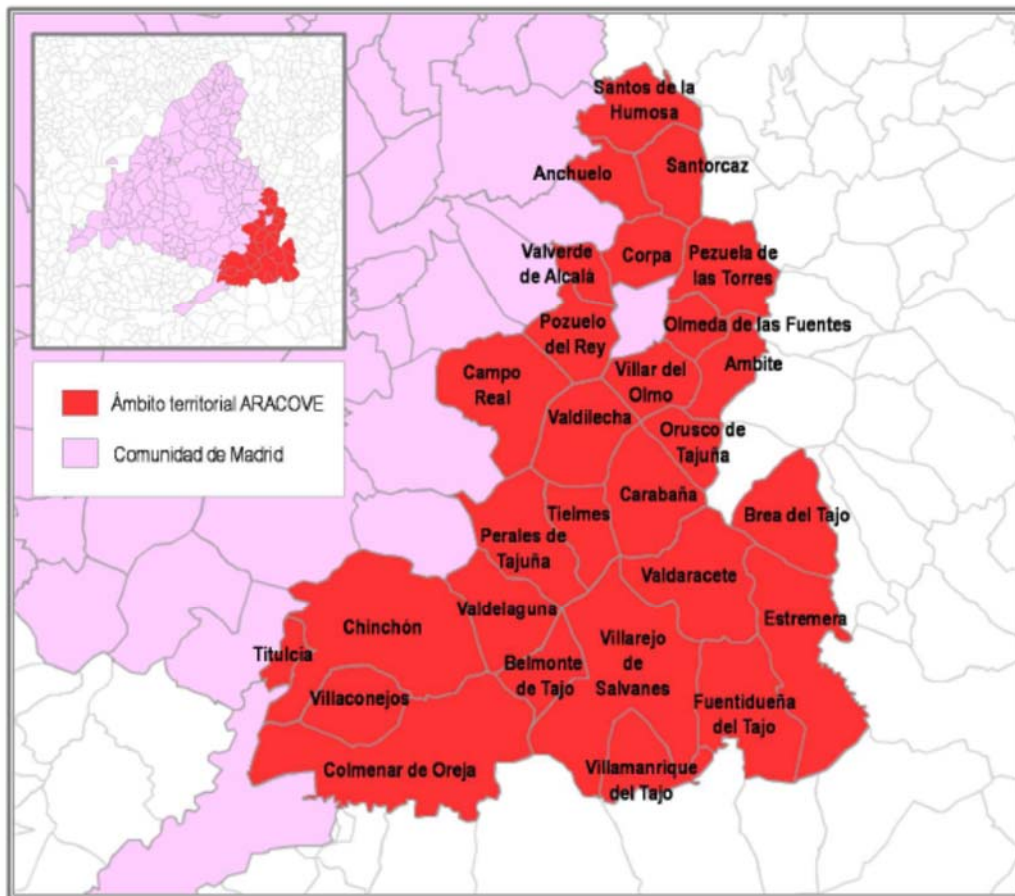 Santos de la
Humosa
Anchuelo
Santorcaz
Valverde
de Alcalá
Corpa
Pezuela de
las Torres
Pozuelo
del Rey
Olmeda de las Fuentes
Campo
Real
Villar del
Olmo
Ambite
Ámbito territorial ARACOVE
Comunidad de Madrid
Valdilecha
Orusco de
Tajuña
Carabaña
Tielmes
Brea del Tajo
Perales de
Tajuña
Valdaracete
Valdelaguna
Estremera
Chinchón
Villarejo
de
Salvanes
Titulcia
Belmonte
de Tajo
Villaconejos
Fuentidueña
del Tajo
Colmenar de Oreja
Villamanrique
del Tajo